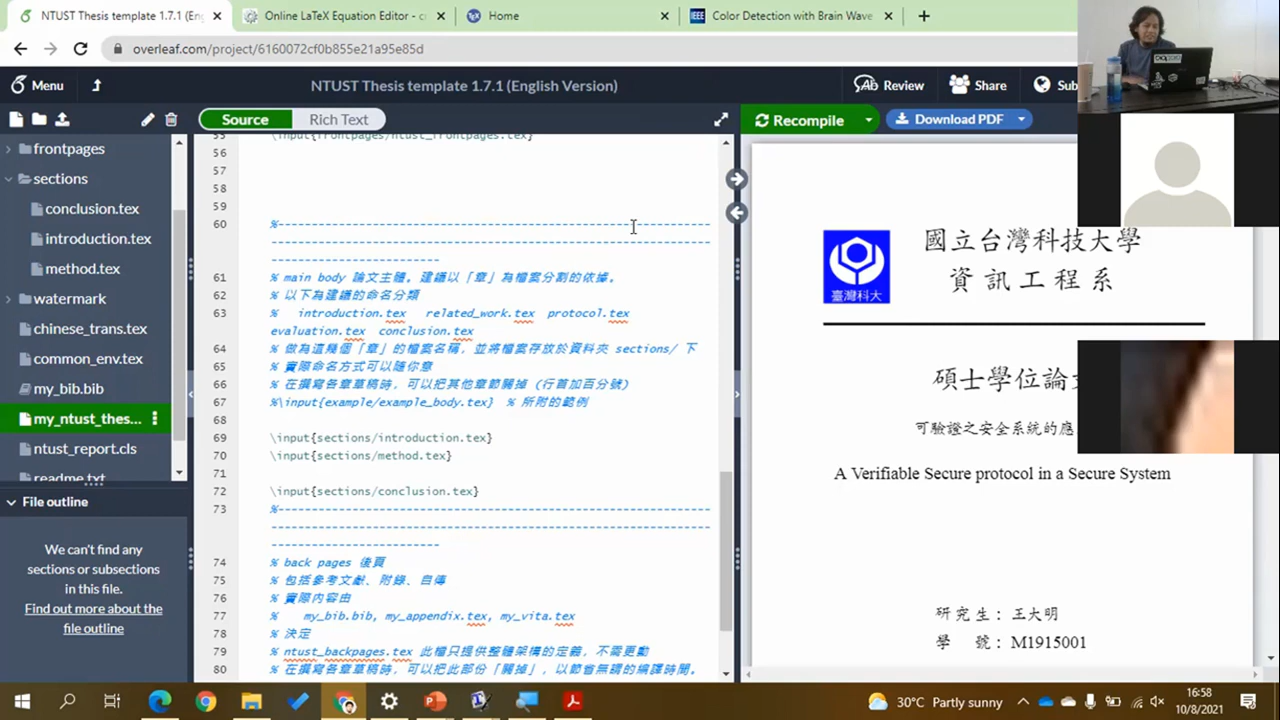 NTUST Thesis template 1.7.1 (En
Online LaTeX Equation Editor - c
Home
IEEE Color Detection with Brain Wave
overleaf.com/project/6160072cf0b855e21a95e85d
Menu
NTUST Thesis template 1.7.1 (English Version)
Review
Share
Sub
Source
Rich Text
Recompile
Download PDF
frontpages
sections
conclusion.tex
introduction.tex
method.tex
watermark
chinese_trans.tex
common_env.tex
my_bib.bib
my_ntust_thes...
ntust_report.cls
readme.txt
File outline
We can't find any
sections or subsections
in this file.
Find out more about the
file outline
55 \input{frontpages/ntust_frontpages.tex}
56
57
58
59
60 %--------------------------------------------------------------------------------
--------------------------------------------------------------------------------
------------------------------
61 % main body 論文主體。建議以「章」為檔案分割的依據。
62 % 以下為建議的命名分類
63 % introduction.tex related_work.tex protocol.tex
evaluation.tex conclusion.tex
64 % 做為這幾個「章」的檔案名稱，並將檔案存放於資料夾 sections/ 下
65 % 實際命名方式可以隨你意
66 % 在撰寫各章草稿時，可以把其他章節關掉 (行首加百分號)
67 %\input{example/example_body.tex} % 所附的範例
68
69 \input{sections/introduction.tex}
70 \input{sections/method.tex}
71
72 \input{sections/conclusion.tex}
73 %--------------------------------------------------------------------------------
--------------------------------------------------------------------------------
------------------------------
74 % back pages 後頁
75 % 包括參考文獻、附錄、自傳
76 % 實際內容由
77 % my_bib.bib, my_appendix.tex, my_vita.tex
78 % 決定
79 % ntust_backpages.tex 此檔只提供整體架構的定義，不需更動
80 % 在撰寫各章草稿時，可以把此部份「關掉」，以節省無謂的編譯時間。
臺灣科大
國立台灣科技大學
資訊工程系
碩士學位論文
可驗證之安全系統的應
A Verifiable Secure protocol in a Secure System
研究生：王大明
學 號：M1915001
30°C Partly sunny
16:58
10/8/2021